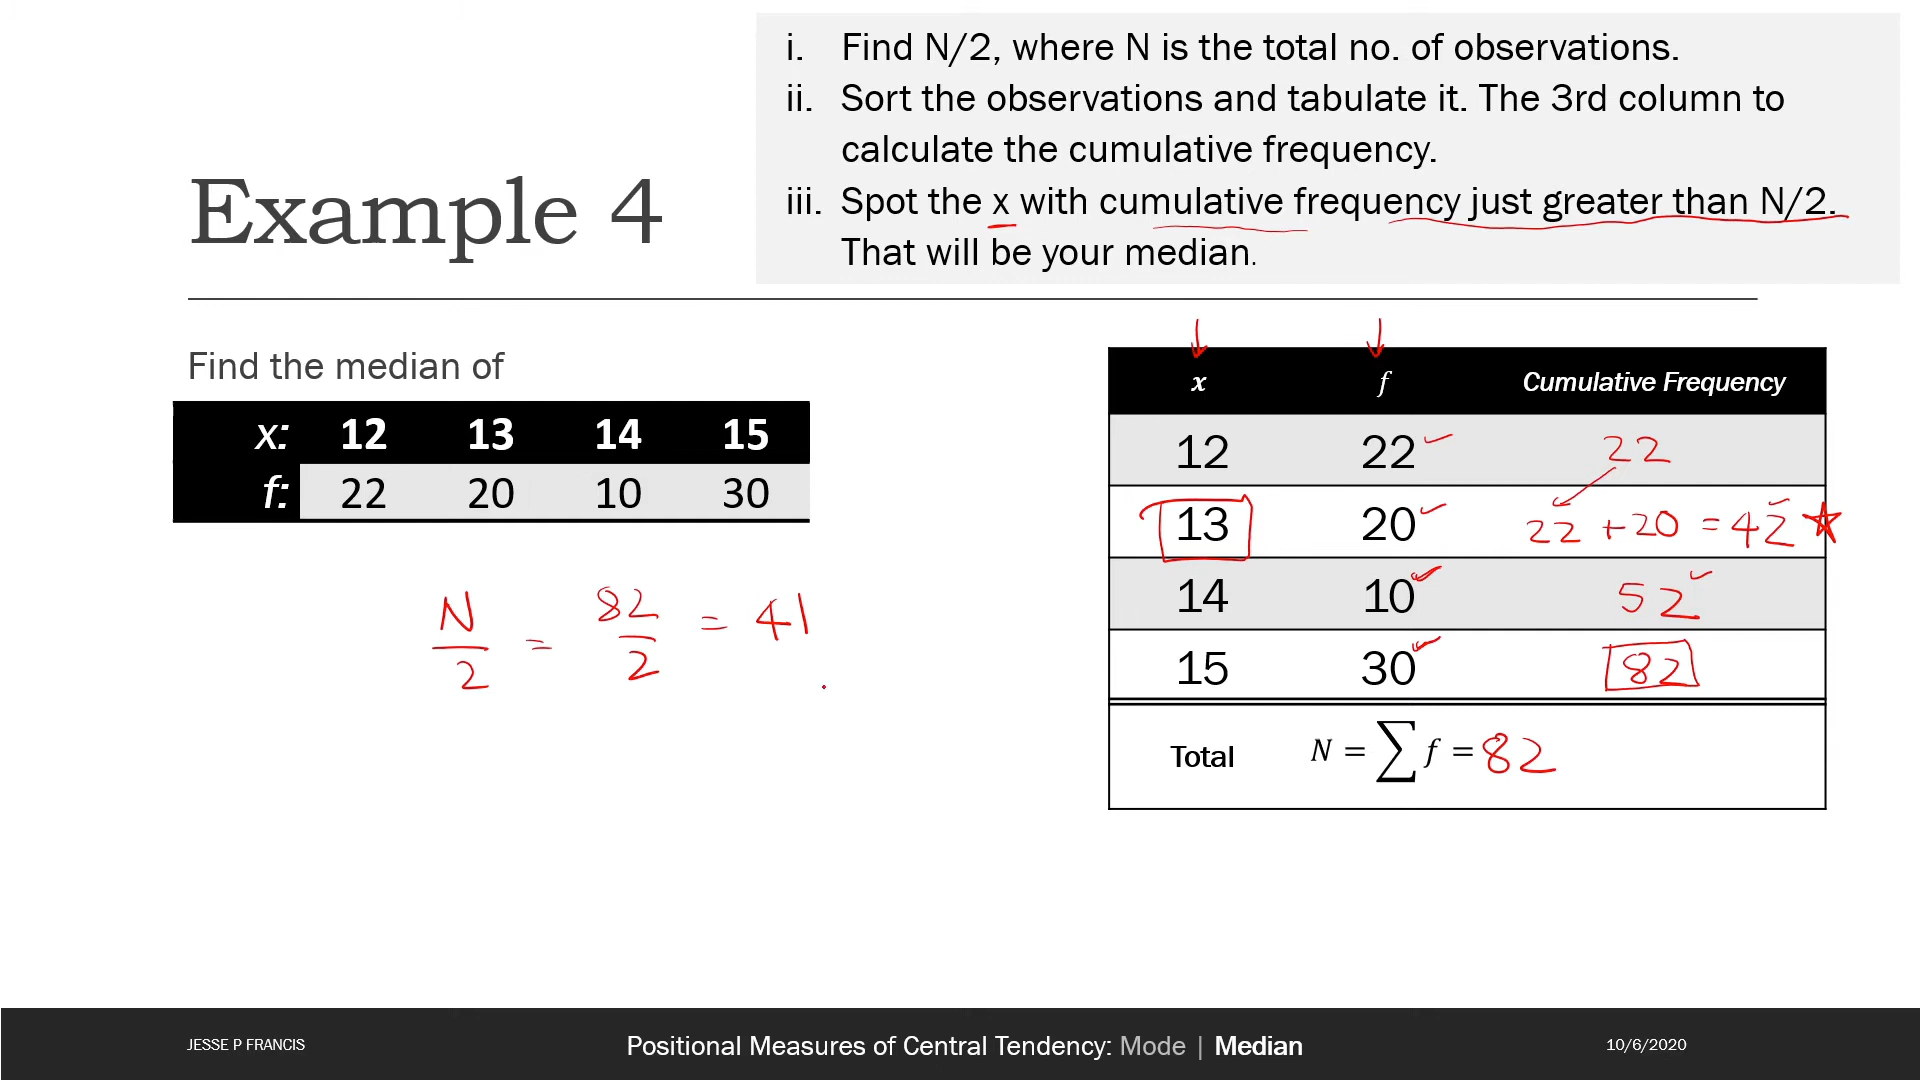 i. Find N/2, where N is the total no. of observations.
ii. Sort the observations and tabulate it. The 3rd column to
calculate the cumulative frequency.
iii. Spot the x with cumulative frequency just greater than N/2.
That will be your median.
Example 4
Find the median of
x: 12 13 14 15
f: 22 20 10 30
N/2 = 82/2 = 41
x f Cumulative Frequency
12 22 22
13 20 22 + 20 = 42
14 10 52
15 30 82
Total N = ∑ f = 82
JESSE P FRANCIS
Positional Measures of Central Tendency: Mode | Median
10/6/2020